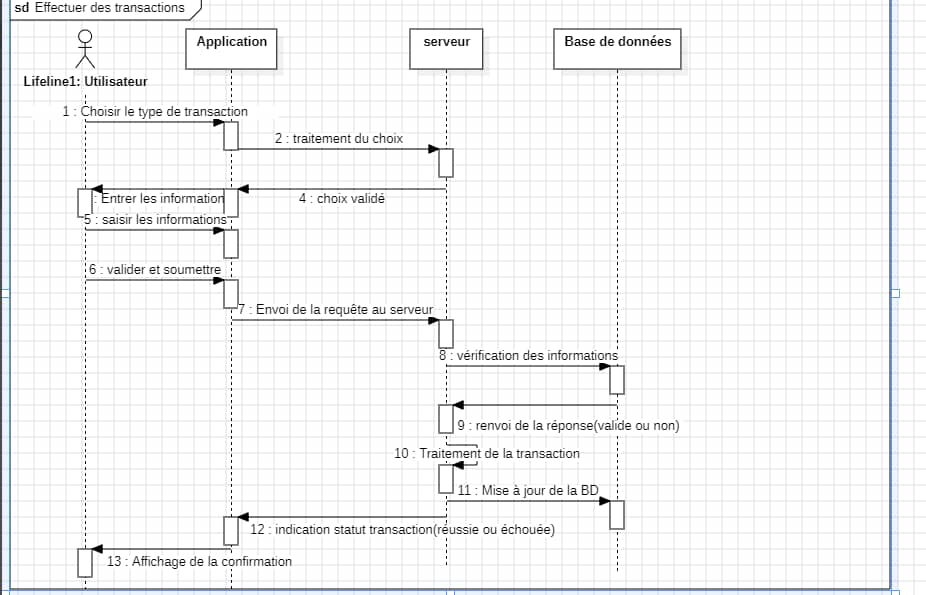 sd Effectuer des transactions
Application
serveur
Base de données
Lifeline1: Utilisateur
1 : Choisir le type de transaction
2 : traitement du choix
: Entrer les information
4 : choix validé
5 : saisir les informations
6 : valider et soumettre
7 : Envoi de la requête au serveur
8 : vérification des informations
9 : renvoi de la réponse(valide ou non)
10 : Traitement de la transaction
11 : Mise à jour de la BD
12 : indication statut transaction(réussie ou échouée)
13 : Affichage de la confirmation